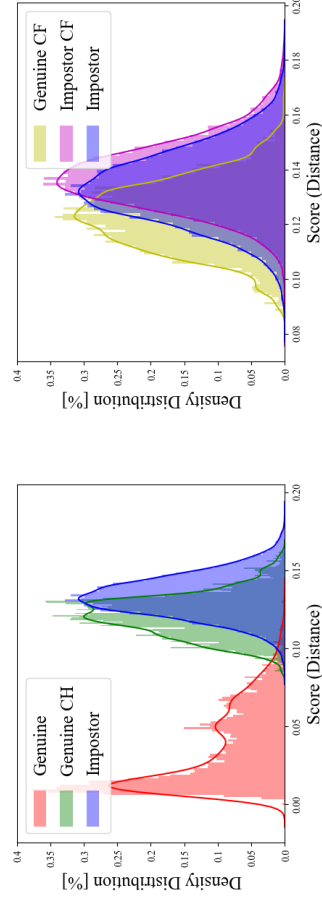 0.4
0.35
0.3
0.25
0.2
0.15
0.1
0.05
0.0
Density Distribution [%]
Genuine
Genuine CH
Impostor
0.00 0.05 0.10 0.15 0.20
Score (Distance)
0.4
0.35
0.3
0.25
0.2
0.15
0.1
0.05
0.0
Density Distribution [%]
Genuine CF
Impostor CF
Impostor
0.08 0.10 0.12 0.14 0.16 0.18 0.20
Score (Distance)